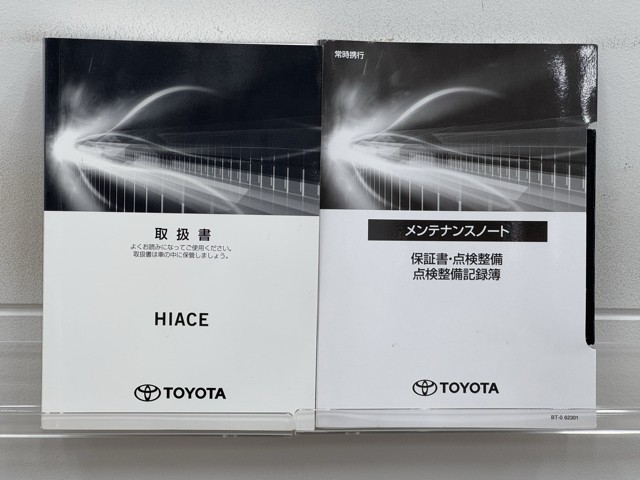 取扱書
よくお読みになってご使用ください。
取扱書は車の中に保管しましょう。
HIACE
TOYOTA
常時携行
メンテナンスノート
保証書・点検整備
点検整備記録簿
TOYOTA
BT-0 62301